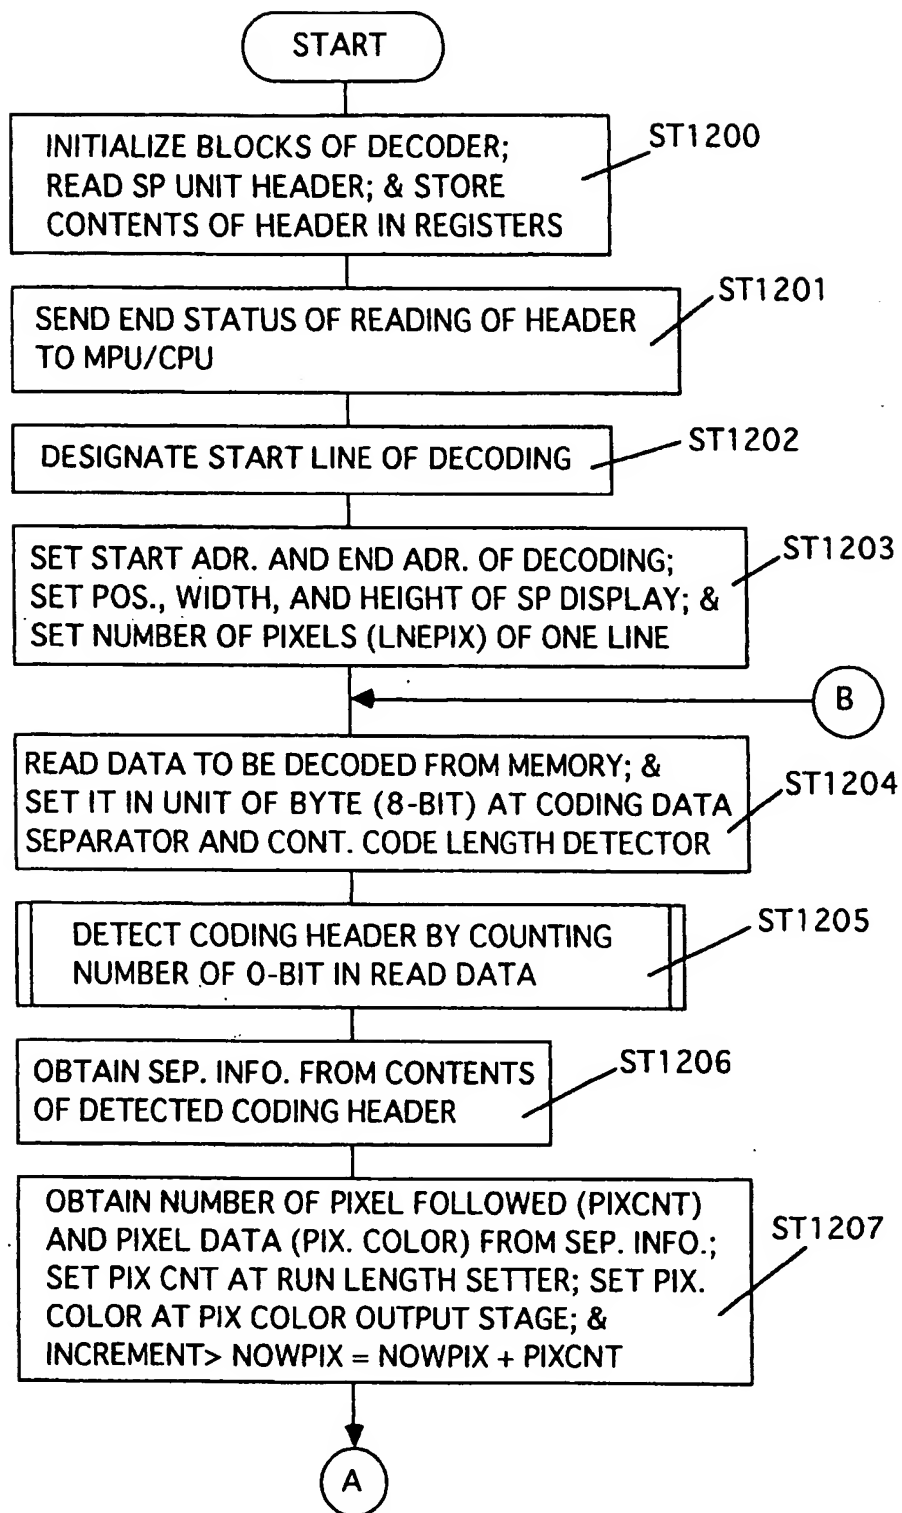 START
INITIALIZE BLOCKS OF DECODER;
READ SP UNIT HEADER; & STORE
CONTENTS OF HEADER IN REGISTERS
ST1200
SEND END STATUS OF READING OF HEADER
TO MPU/CPU
ST1201
DESIGNATE START LINE OF DECODING
ST1202
SET START ADR. AND END ADR. OF DECODING;
SET POS., WIDTH, AND HEIGHT OF SP DISPLAY; &
SET NUMBER OF PIXELS (LNEPIX) OF ONE LINE
ST1203
B
READ DATA TO BE DECODED FROM MEMORY; &
SET IT IN UNIT OF BYTE (8-BIT) AT CODING DATA
SEPARATOR AND CONT. CODE LENGTH DETECTOR
ST1204
DETECT CODING HEADER BY COUNTING
NUMBER OF 0-BIT IN READ DATA
ST1205
OBTAIN SEP. INFO. FROM CONTENTS
OF DETECTED CODING HEADER
ST1206
OBTAIN NUMBER OF PIXEL FOLLOWED (PIXCNT)
AND PIXEL DATA (PIX. COLOR) FROM SEP. INFO.;
SET PIX CNT AT RUN LENGTH SETTER; SET PIX.
COLOR AT PIX COLOR OUTPUT STAGE; &
INCREMENT> NOWPIX = NOWPIX + PIXCNT
ST1207
A